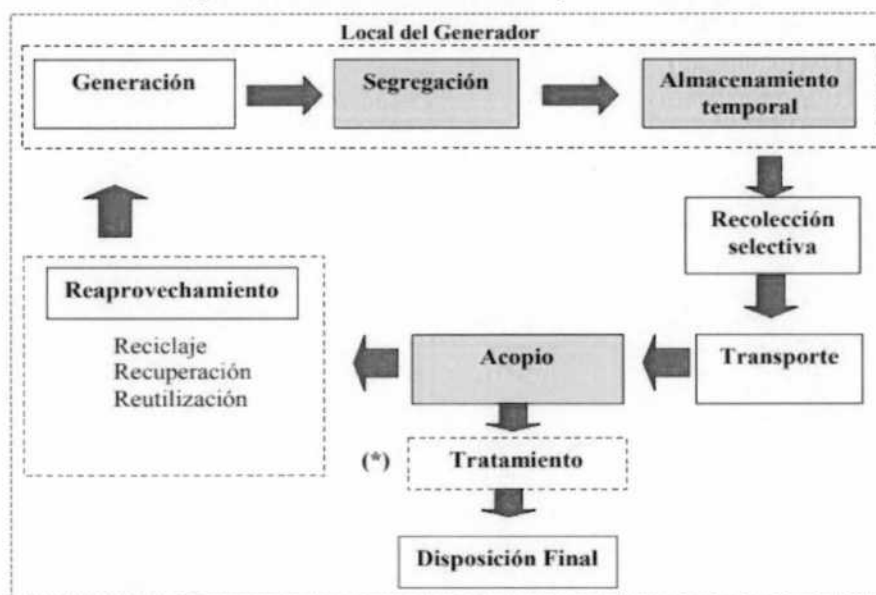 Local del Generador
Generación
Segregación
Almacenamiento
temporal
Recolección
selectiva
Reaprovechamiento
Reciclaje
Recuperación
Reutilización
Acopio
Transporte
(*)
Tratamiento
Disposición Final